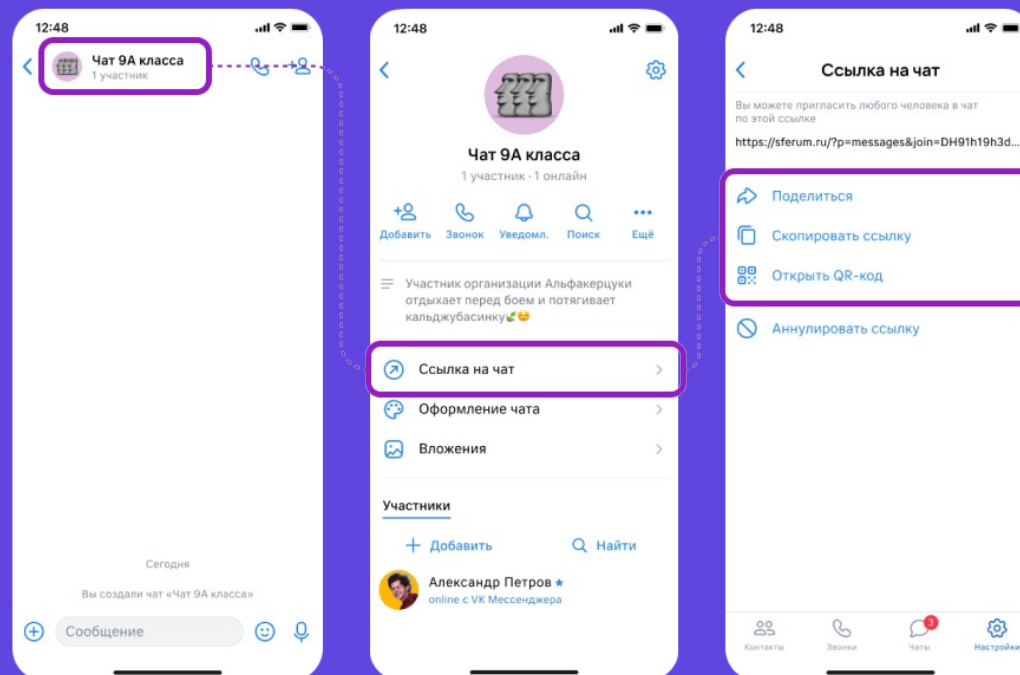 12:48
Чат 9А класса
1 участник
Сегодня
Вы создали чат «Чат 9А класса»
Сообщение
12:48
Чат 9А класса
1 участник · 1 онлайн
Добавить
Звонок
Уведомл.
Поиск
Ещё
Участник организации Альфакерцуки
отдыхает перед боем и потягивает
кальджубасинку🌿😌
Ссылка на чат
Оформление чата
Вложения
Участники
Добавить
Найти
Александр Петров
online с VK Мессенджера
12:48
Ссылка на чат
Вы можете пригласить любого человека в чат
по этой ссылке
https://sferum.ru/?p=messages&join=DH91h19h3d...
Поделиться
Скопировать ссылку
Открыть QR-код
Аннулировать ссылку
3
Контакты
Звонки
Чаты
Настройки